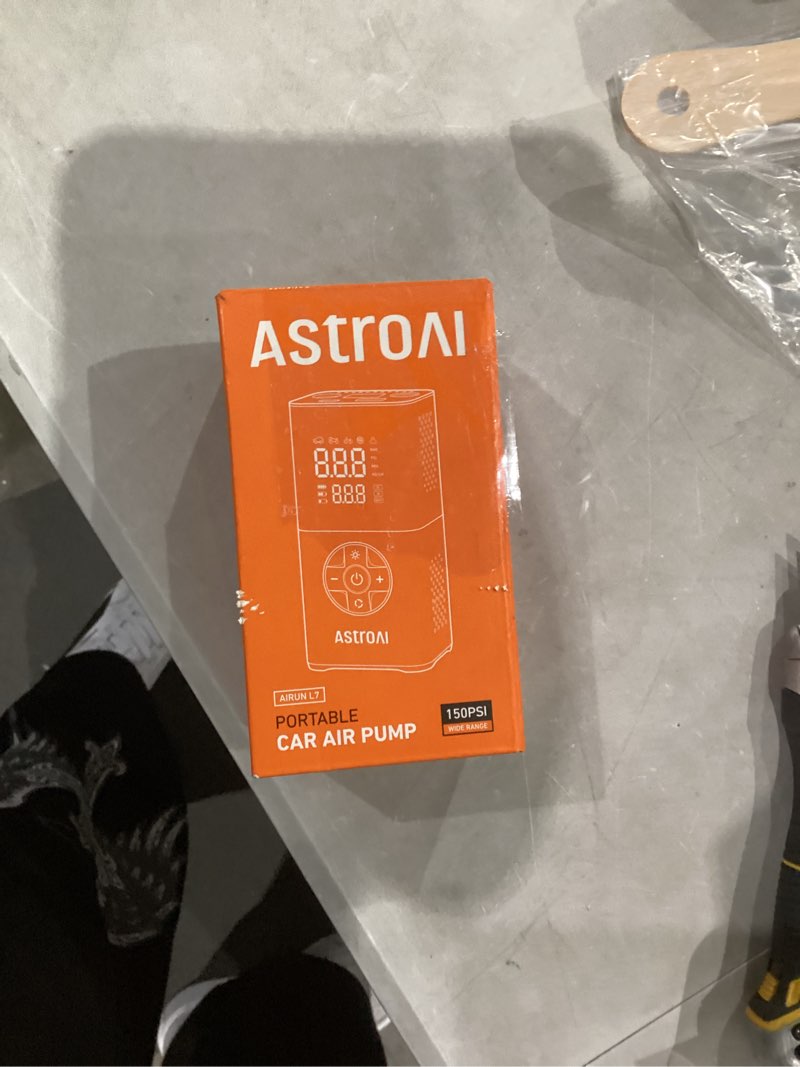 AstroAI
8.8.8
8.8.8
AstroAI
AIRUN L7
PORTABLE
CAR AIR PUMP
150PSI
WIDE RANGE